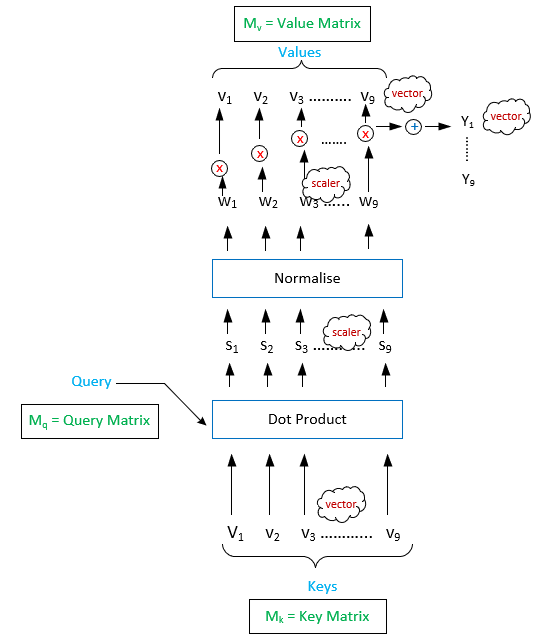 Mᵥ = Value Matrix
Values
v₁ v₂ v₃ .......... v₉ vector
x x x ...... x + Y₁ vector
scaler Y₉
w₁ w₂ w₃ ...... w₉
Normalise
scaler
s₁ s₂ s₃ ............ s₉
Query
Dot Product
M_q = Query Matrix
vector
V₁ v₂ v₃ ............ v₉
Keys
Mₖ = Key Matrix